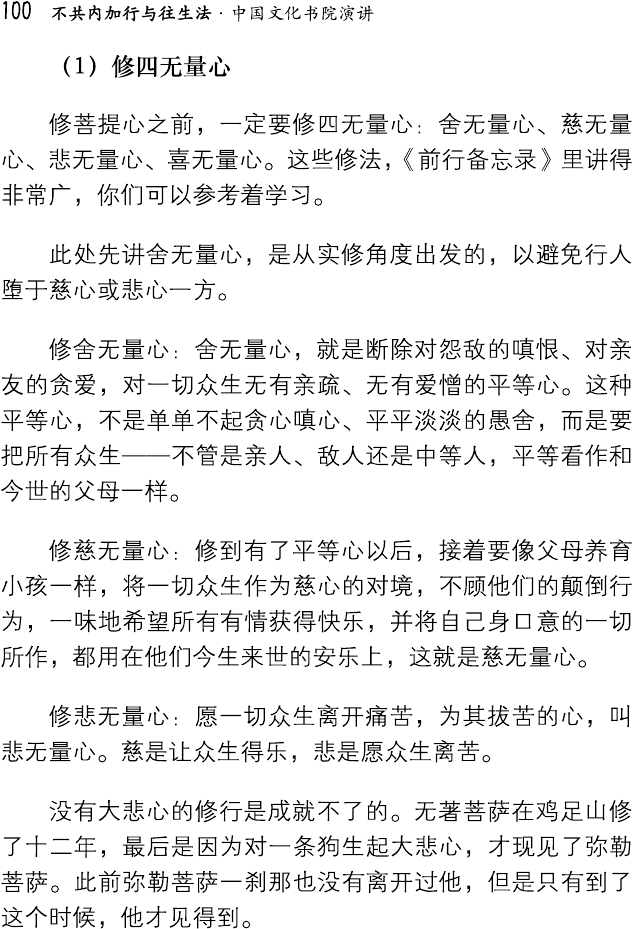 100 不共内加行与往生法·中国文化书院演讲
（1）修四无量心
修菩提心之前，一定要修四无量心：舍无量心、慈无量
心、悲无量心、喜无量心。这些修法，《前行备忘录》里讲得
非常广，你们可以参考着学习。
此处先讲舍无量心，是从实修角度出发的，以避免行人
堕于慈心或悲心一方。
修舍无量心：舍无量心，就是断除对怨敌的嗔恨、对亲
友的贪爱，对一切众生无有亲疏、无有爱憎的平等心。这种
平等心，不是单单不起贪心嗔心、平平淡淡的愚舍，而是要
把所有众生——不管是亲人、敌人还是中等人，平等看作和
今世的父母一样。
修慈无量心：修到有了平等心以后，接着要像父母养育
小孩一样，将一切众生作为慈心的对境，不顾他们的颠倒行
为，一味地希望所有有情获得快乐，并将自己身口意的一切
所作，都用在他们今生来世的安乐上，这就是慈无量心。
修悲无量心：愿一切众生离开痛苦，为其拔苦的心，叫
悲无量心。慈是让众生得乐，悲是愿众生离苦。
没有大悲心的修行是成就不了的。无著菩萨在鸡足山修
了十二年，最后是因为对一条狗生起大悲心，才现见了弥勒
菩萨。此前弥勒菩萨一刹那也没有离开过他，但是只有到了
这个时候，他才见得到。